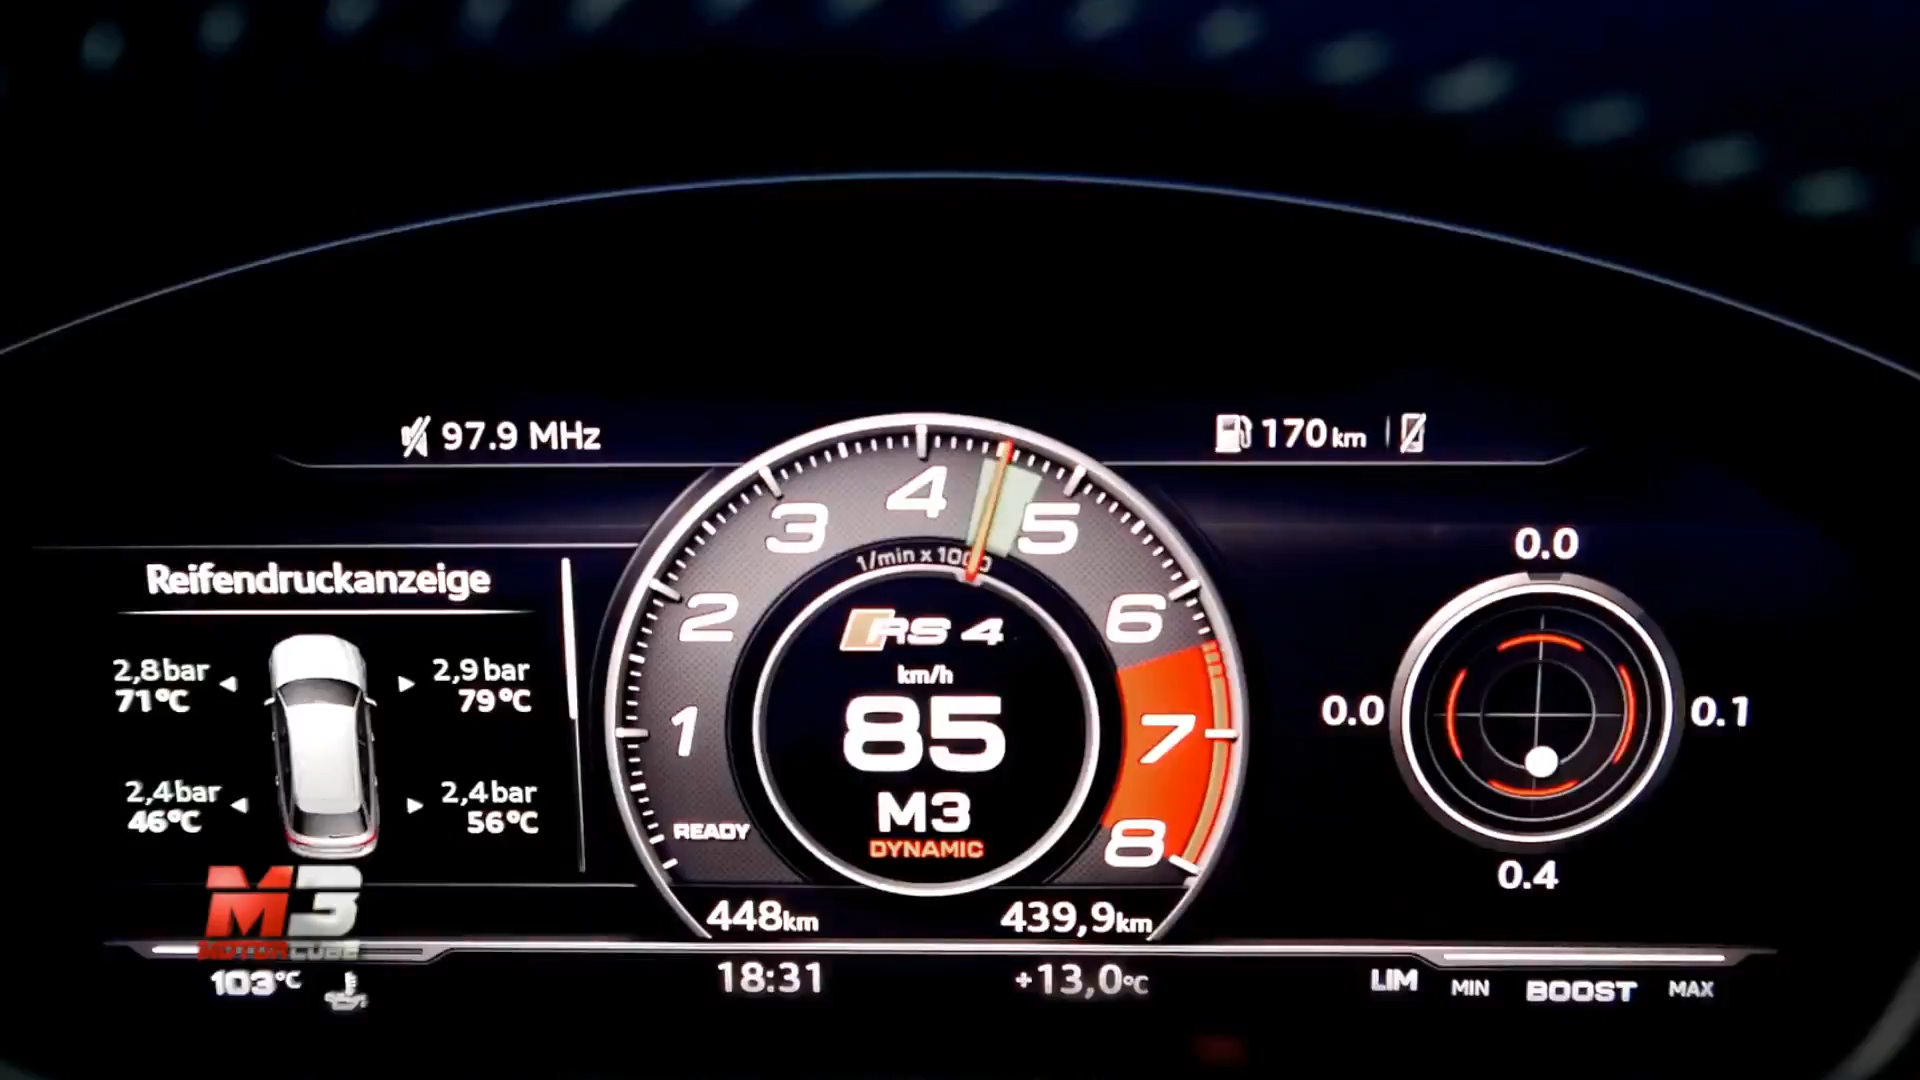 97.9 MHz
170 km
Reifendruckanzeige
2,8 bar
71°C
2,9 bar
79°C
2,4 bar
46°C
2,4 bar
56°C
1
2
3
4
5
6
7
8
1/min x 1000
RS 4
km/h
85
M3
DYNAMIC
READY
448 km
439,9 km
0.0
0.0
0.1
0.4
M3
MOTORCUBE
103°C
18:31
+13,0°C
LIM
MIN
BOOST
MAX